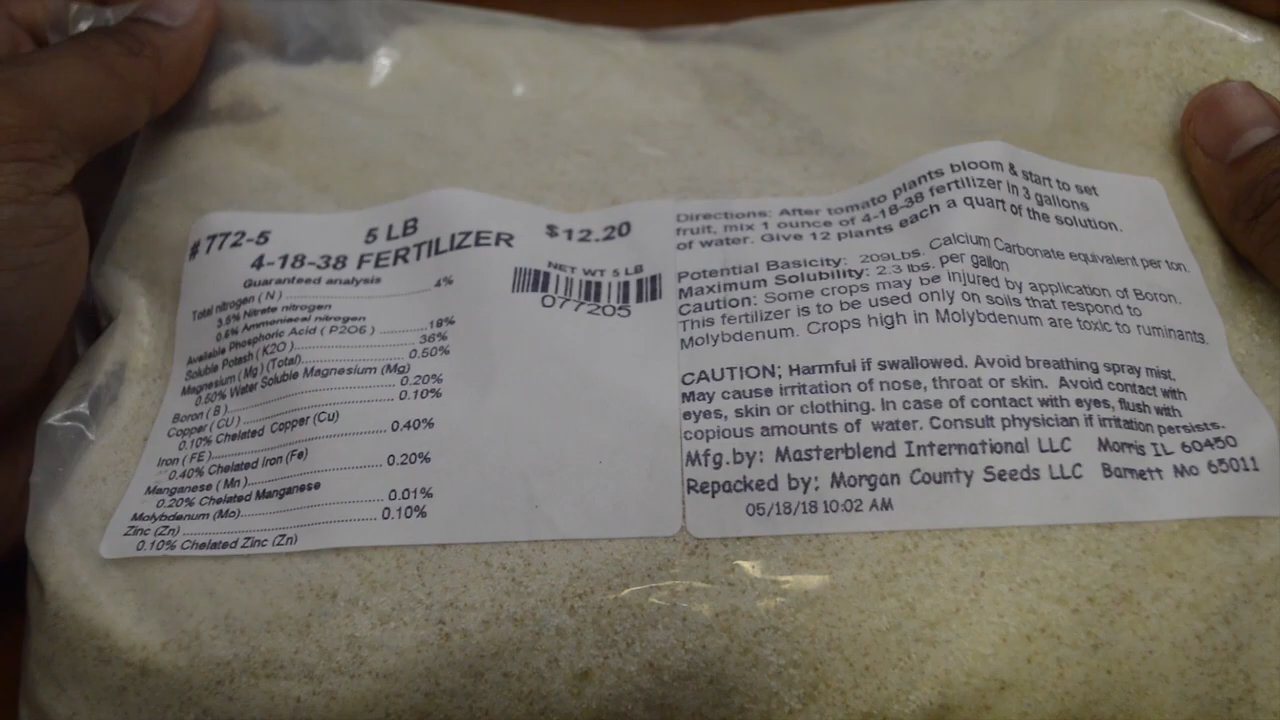 #772-5 5 LB $12.20
4-18-38 FERTILIZER
Guaranteed analysis
NET WT 5 LB
077205
Total nitrogen ( N ) 4%
3.5% Nitrate nitrogen
0.5% Ammoniacal nitrogen
Available Phosphoric Acid ( P2O5 ) 18%
Soluble Potash ( K2O ) 36%
Magnesium ( Mg ) (Total) 0.50%
0.50% Water Soluble Magnesium (Mg)
Boron ( B ) 0.20%
Copper ( CU ) 0.10%
0.10% Chelated Copper (Cu)
Iron ( FE ) 0.40%
0.40% Chelated Iron (Fe)
Manganese ( Mn ) 0.20%
0.20% Chelated Manganese
Molybdenum (Mo) 0.01%
Zinc (Zn) 0.10%
0.10% Chelated Zinc (Zn)
Directions: After tomato plants bloom & start to set
fruit, mix 1 ounce of 4-18-38 fertilizer in 3 gallons
of water. Give 12 plants each a quart of the solution.
Potential Basicity: 209Lbs. Calcium Carbonate equivalent per ton.
Maximum Solubility: 2.3 lbs. per gallon
Caution: Some crops may be injured by application of Boron.
This fertilizer is to be used only on soils that respond to
Molybdenum. Crops high in Molybdenum are toxic to ruminants.
CAUTION; Harmful if swallowed. Avoid breathing spray mist.
May cause irritation of nose, throat or skin. Avoid contact with
eyes, skin or clothing. In case of contact with eyes, flush with
copious amounts of water. Consult physician if irritation persists.
Mfg.by: Masterblend International LLC Morris IL 60450
Repacked by: Morgan County Seeds LLC Barnett Mo 65011
05/18/18 10:02 AM